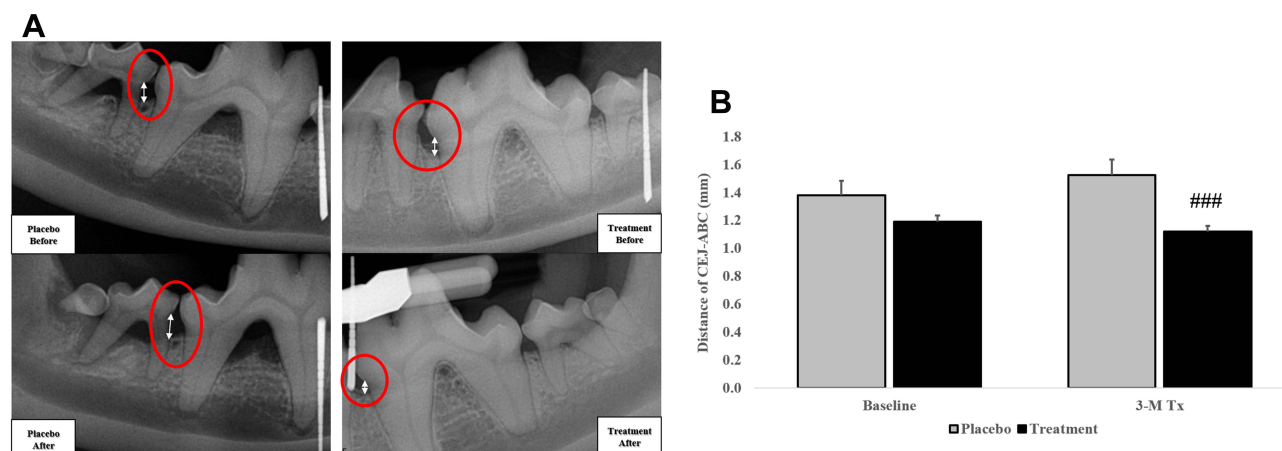 A
Placebo
Before
Treatment
Before
Placebo
After
Treatment
After
B
Distance of CEJ-ABC (mm)
1.8
1.6
1.4
1.2
1.0
0.8
0.6
0.4
0.2
0.0
###
Baseline
3-M Tx
Placebo
Treatment